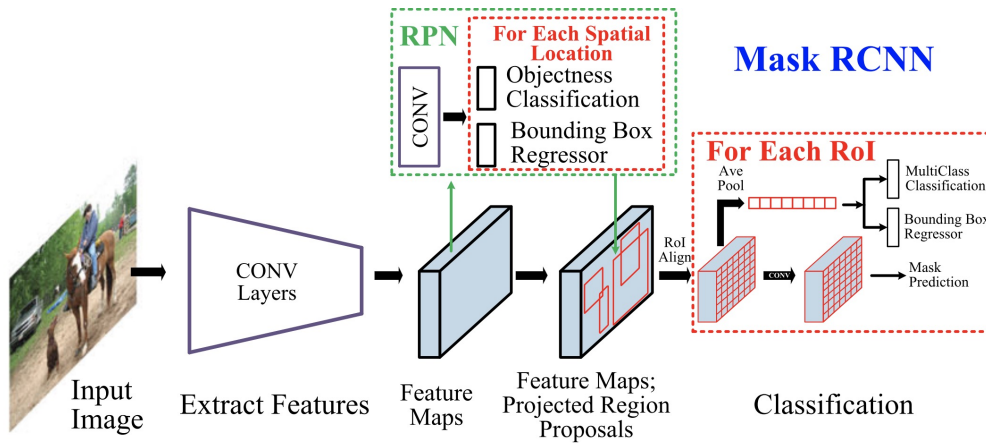 RPN
For Each Spatial
Location
CONV
Objectness
Classification
Bounding Box
Regressor
Mask RCNN
For Each RoI
Ave
Pool
MultiClass
Classification
Bounding Box
Regressor
CONV
Layers
RoI
Align
CONV
Mask
Prediction
Input
Image
Extract Features
Feature
Maps
Feature Maps;
Projected Region
Proposals
Classification